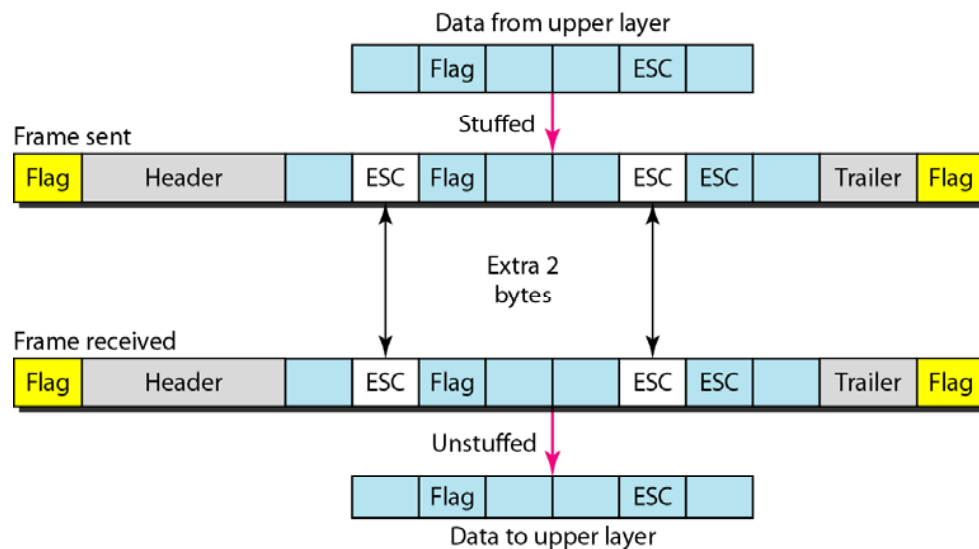 Data from upper layer
Flag ESC
Stuffed
Frame sent
Flag Header ESC Flag ESC ESC Trailer Flag
Extra 2
bytes
Frame received
Flag Header ESC Flag ESC ESC Trailer Flag
Unstuffed
Flag ESC
Data to upper layer